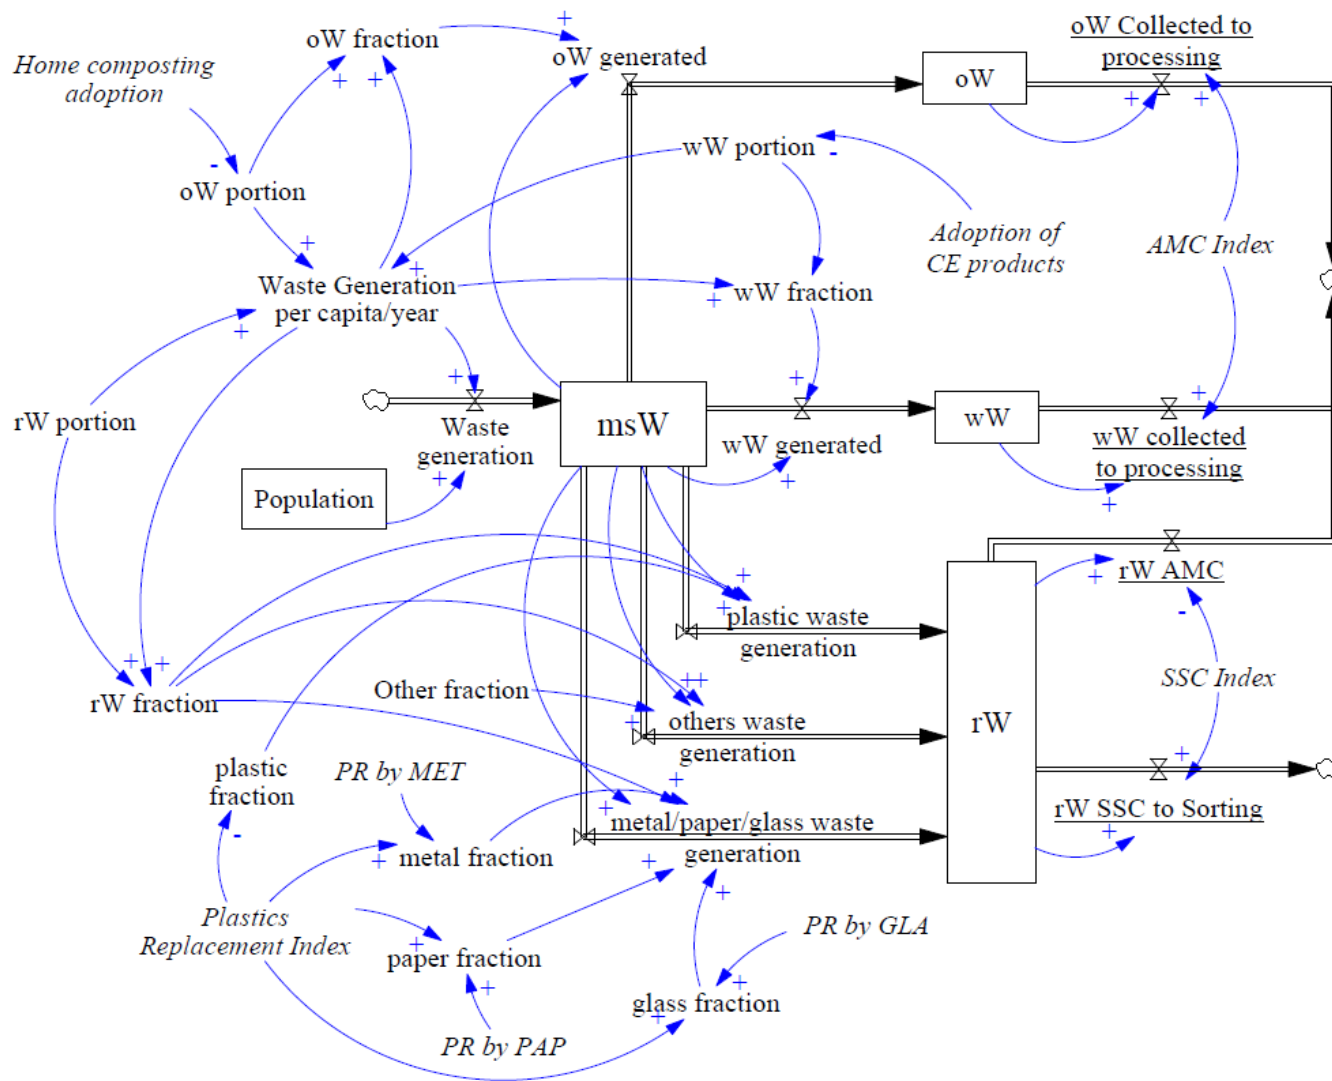 oW fraction
oW generated
oW Collected to
processing
Home composting
adoption
oW
wW portion
oW portion
Adoption of
CE products
AMC Index
Waste Generation
per capita/year
wW fraction
rW portion
msW
wW
Waste
generation
wW generated
wW collected
to processing
Population
rW AMC
plastic waste
generation
SSC Index
rW fraction
Other fraction
others waste
generation
rW
plastic
fraction
PR by MET
rW SSC to Sorting
metal/paper/glass waste
generation
metal fraction
Plastics
Replacement Index
PR by GLA
paper fraction
glass fraction
PR by PAP